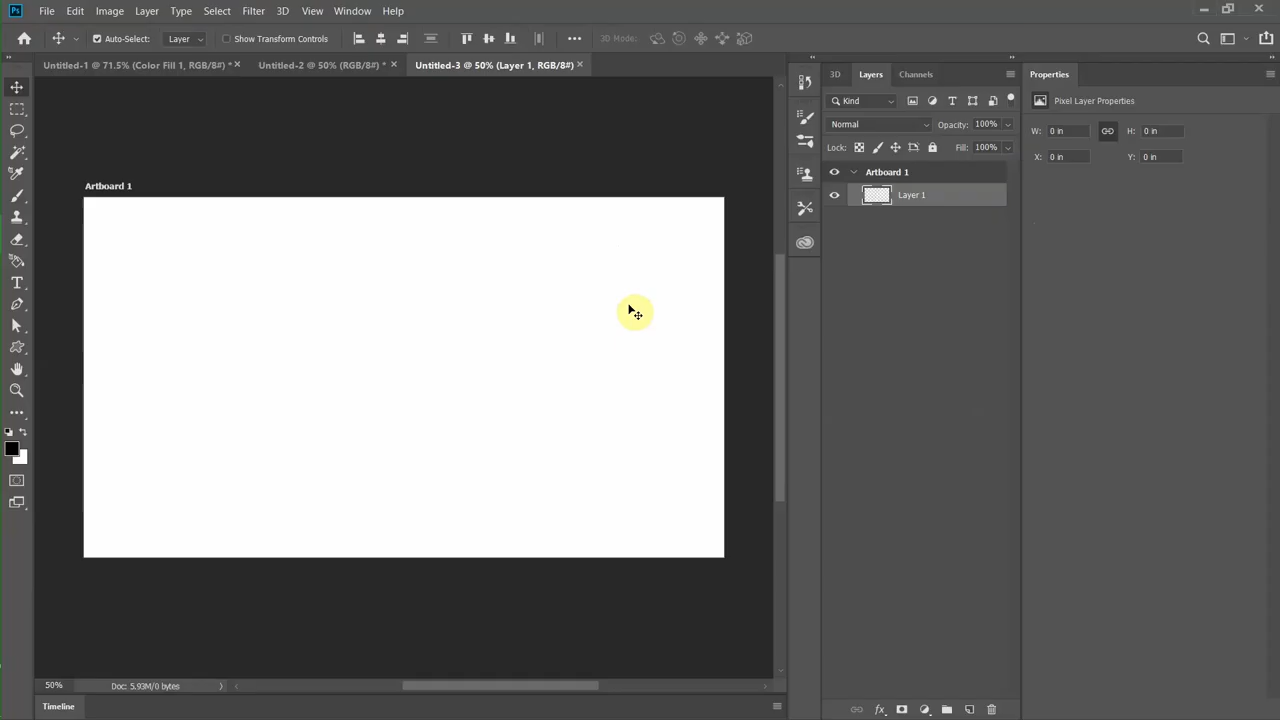 Ps File Edit Image Layer Type Select Filter 3D View Window Help
Auto-Select: Layer Show Transform Controls 3D Mode:
Untitled-1 @ 71.5% (Color Fill 1, RGB/8#) * Untitled-2 @ 50% (RGB/8#) * Untitled-3 @ 50% (Layer 1, RGB/8#)
3D Layers Channels
Properties
Kind
Pixel Layer Properties
Normal Opacity: 100%
W: 0 in H: 0 in
Lock: Fill: 100%
X: 0 in Y: 0 in
Artboard 1
Layer 1
Artboard 1
50% Doc: 5.93M/0 bytes
Timeline